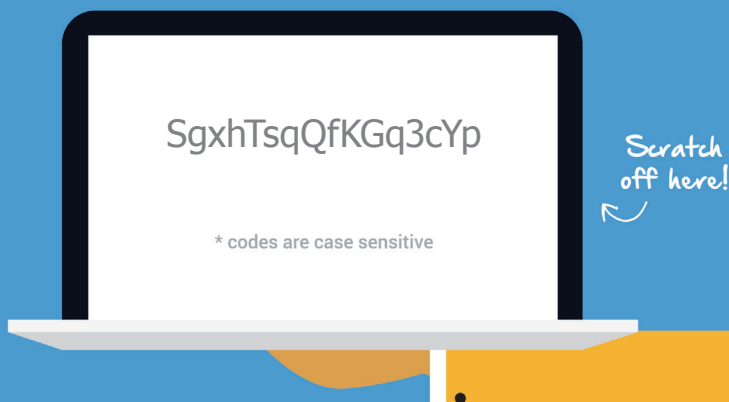 SgxhTsqQfKGq3cYp
Scratch
off here!
* codes are case sensitive